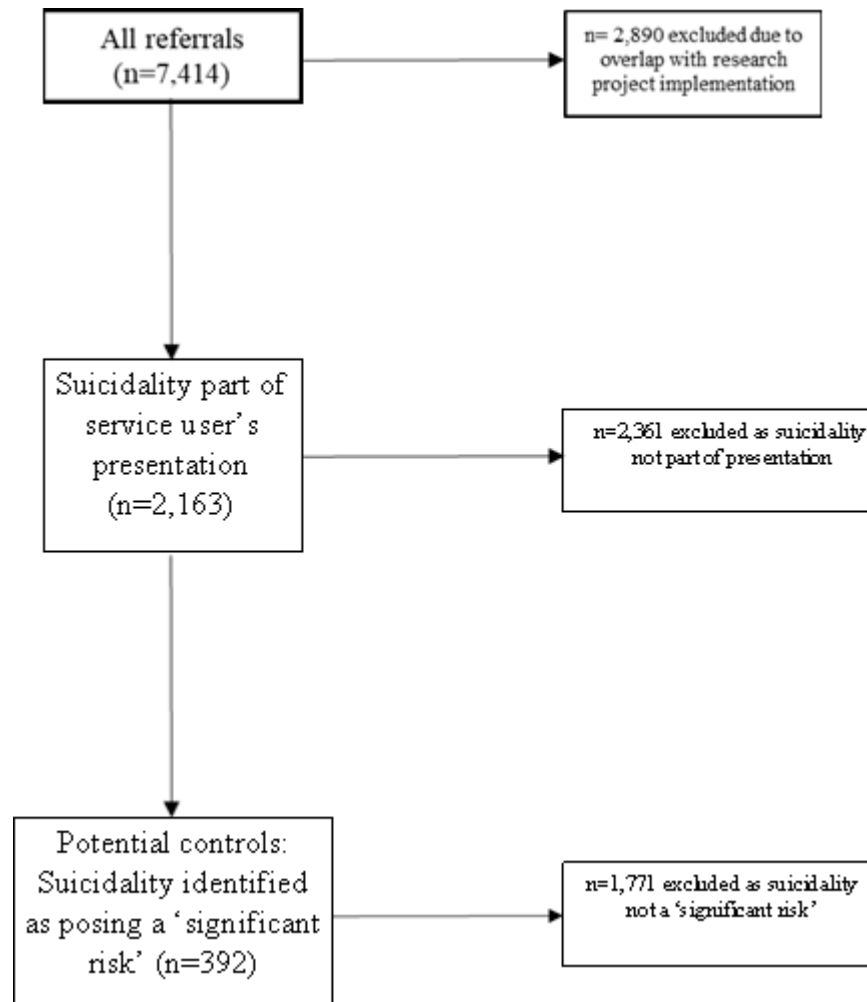 All referrals
(n=7,414)
n= 2,890 excluded due to
overlap with research
project implementation
Suicidality part of
service user’s
presentation
(n=2,163)
n=2,361 excluded as suicidality
not part of presentation
Potential controls:
Suicidality identified
as posing a ‘significant
risk’ (n=392)
n=1,771 excluded as suicidality
not a ‘significant risk’